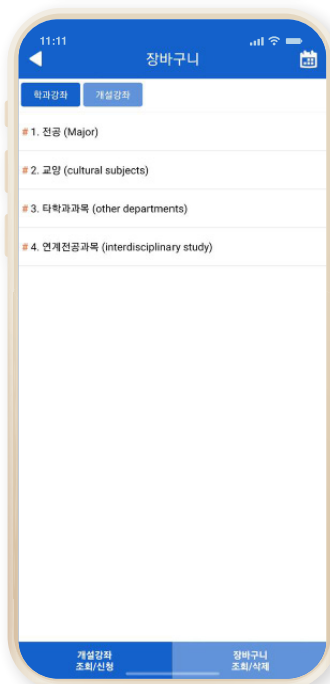 11:11
장바구니
학과강좌 개설강좌
# 1. 전공 (Major)
# 2. 교양 (cultural subjects)
# 3. 타학과과목 (other departments)
# 4. 연계전공과목 (interdisciplinary study)
개설강좌
조회/신청
장바구니
조회/삭제